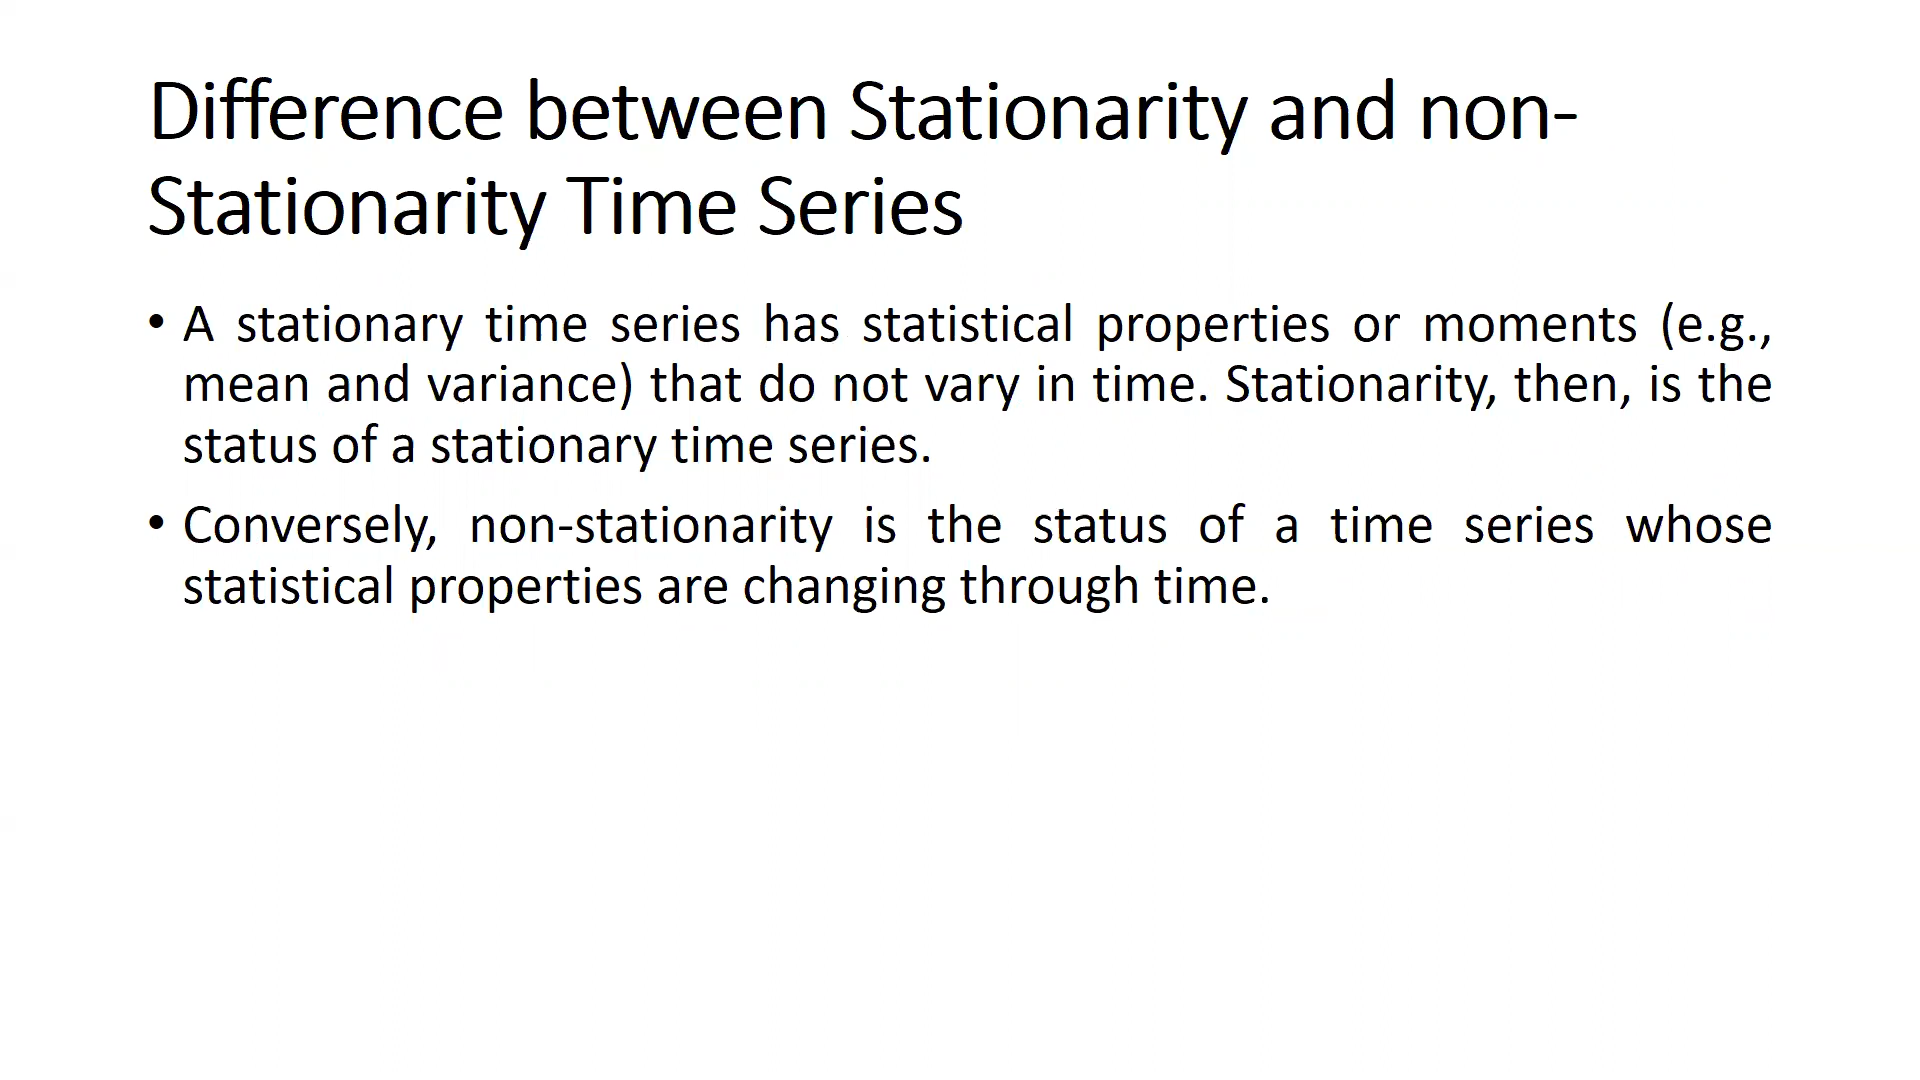 Difference between Stationarity and non-
Stationarity Time Series
• A stationary time series has statistical properties or moments (e.g.,
mean and variance) that do not vary in time. Stationarity, then, is the
status of a stationary time series.
• Conversely, non-stationarity is the status of a time series whose
statistical properties are changing through time.